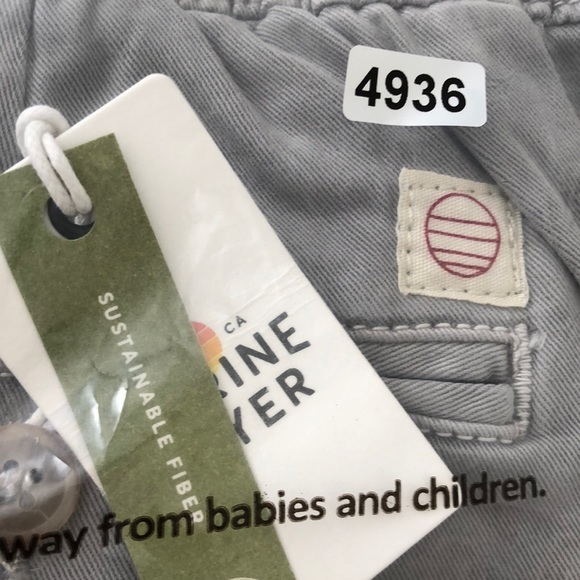 4936
SUSTAINABLE FIBER
CA
INE
YER
way from babies and children.